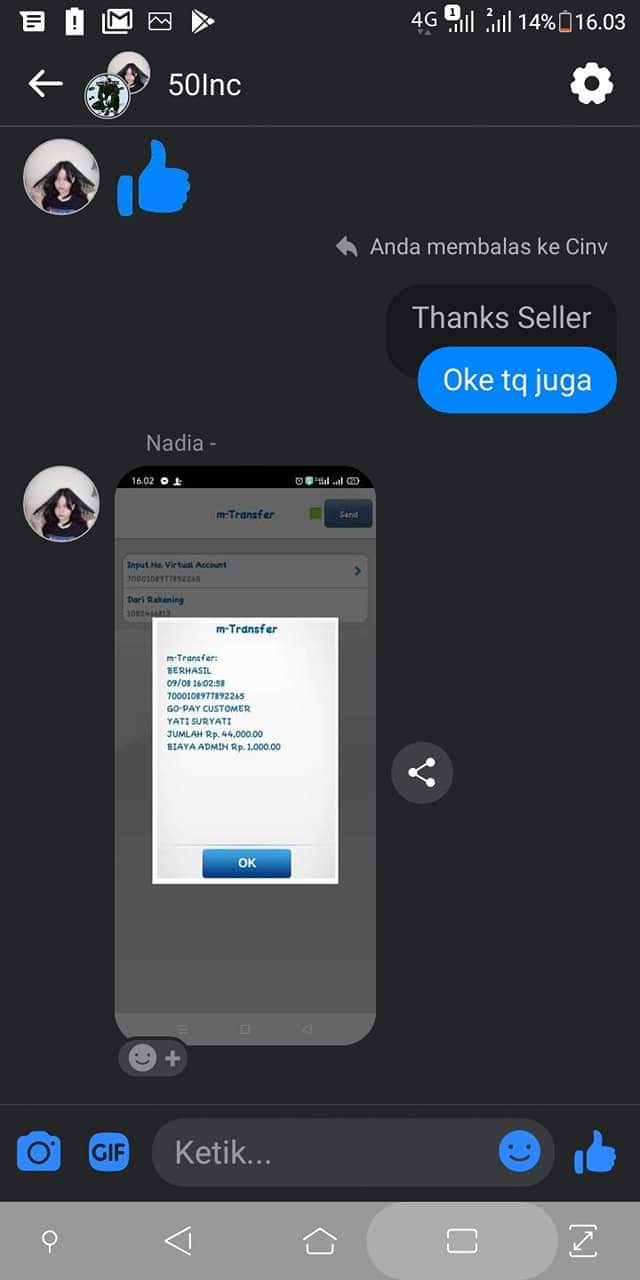 4G 1 2 14% 16.03
50Inc
Anda membalas ke Cinv
Thanks Seller
Oke tq juga
Nadia -
16.02
m-Transfer
Send
Input No. Virtual Account
7000108977892265
Dari Rekening
m-Transfer
m-Transfer:
BERHASIL
09/08 16:02:58
7000108977892265
GO-PAY CUSTOMER
YATI SURYATI
JUMLAH Rp. 44,000.00
BIAYA ADMIN Rp. 1,000.00
OK
GIF
Ketik...